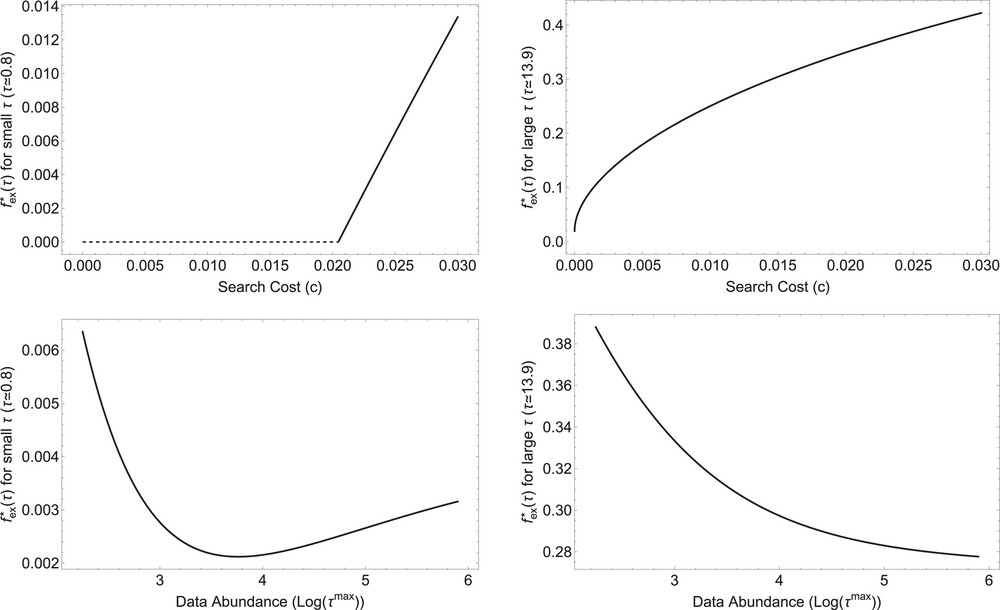 f*ex(τ) for small τ (τ≃0.8)
0.014
0.012
0.010
0.008
0.006
0.004
0.002
0.000
0.000 0.005 0.010 0.015 0.020 0.025 0.030
Search Cost (c)
f*ex(τ) for large τ (τ≃13.9)
0.4
0.3
0.2
0.1
0.0
0.000 0.005 0.010 0.015 0.020 0.025 0.030
Search Cost (c)
f*ex(τ) for small τ (τ≃0.8)
0.006
0.005
0.004
0.003
0.002
3 4 5 6
Data Abundance (Log(τmax))
f*ex(τ) for large τ (τ≃13.9)
0.38
0.36
0.34
0.32
0.30
0.28
3 4 5 6
Data Abundance (Log(τmax))